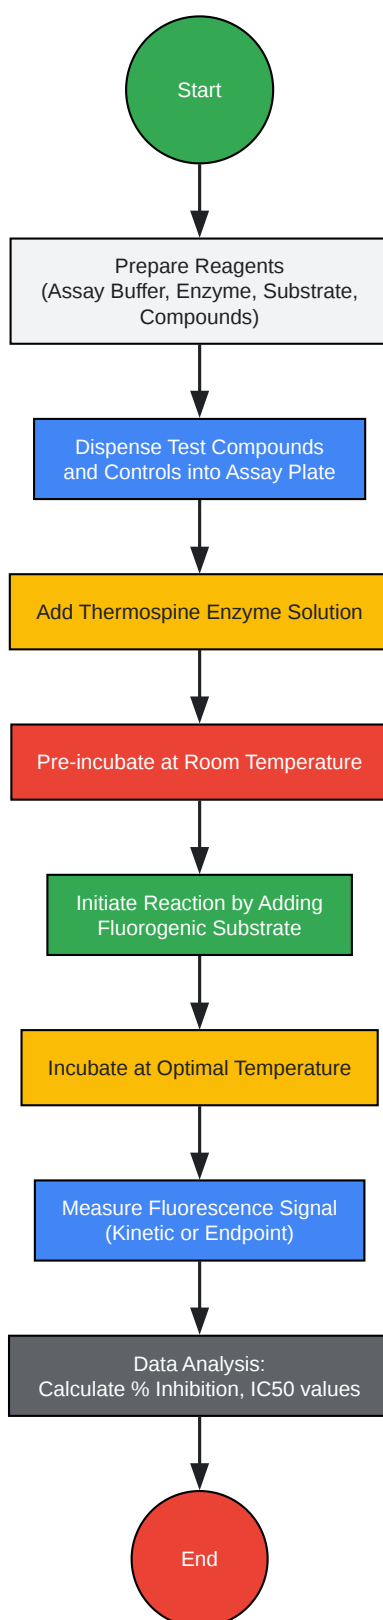 Start
Prepare Reagents
(Assay Buffer, Enzyme, Substrate,
Compounds)
Dispense Test Compounds
and Controls into Assay Plate
Add Thermospine Enzyme Solution
Pre-incubate at Room Temperature
Initiate Reaction by Adding
Fluorogenic Substrate
Incubate at Optimal Temperature
Measure Fluorescence Signal
(Kinetic or Endpoint)
Data Analysis:
Calculate % Inhibition, IC50 values
End